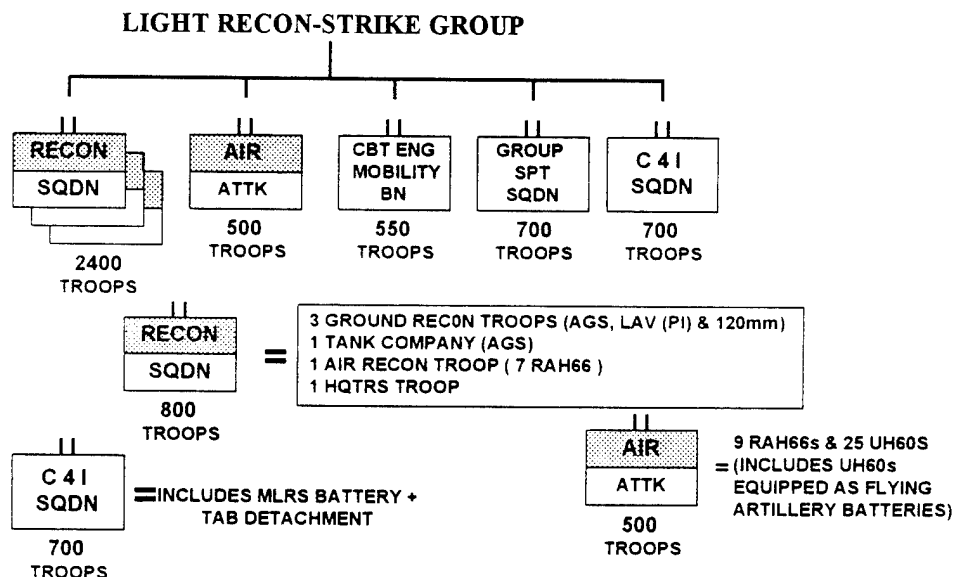 LIGHT RECON-STRIKE GROUP
RECON
SQDN
2400
TROOPS
AIR
ATTK
500
TROOPS
CBT ENG
MOBILITY
BN
550
TROOPS
GROUP
SPT
SQDN
700
TROOPS
C 4 I
SQDN
700
TROOPS
RECON
SQDN
800
TROOPS
=
3 GROUND RECON TROOPS (AGS, LAV (PI) & 120mm)
1 TANK COMPANY (AGS)
1 AIR RECON TROOP ( 7 RAH66 )
1 HQTRS TROOP
C 4 I
SQDN
700
TROOPS
=INCLUDES MLRS BATTERY +
TAB DETACHMENT
AIR
ATTK
500
TROOPS
9 RAH66s & 25 UH60S
= (INCLUDES UH60s
EQUIPPED AS FLYING
ARTILLERY BATTERIES)